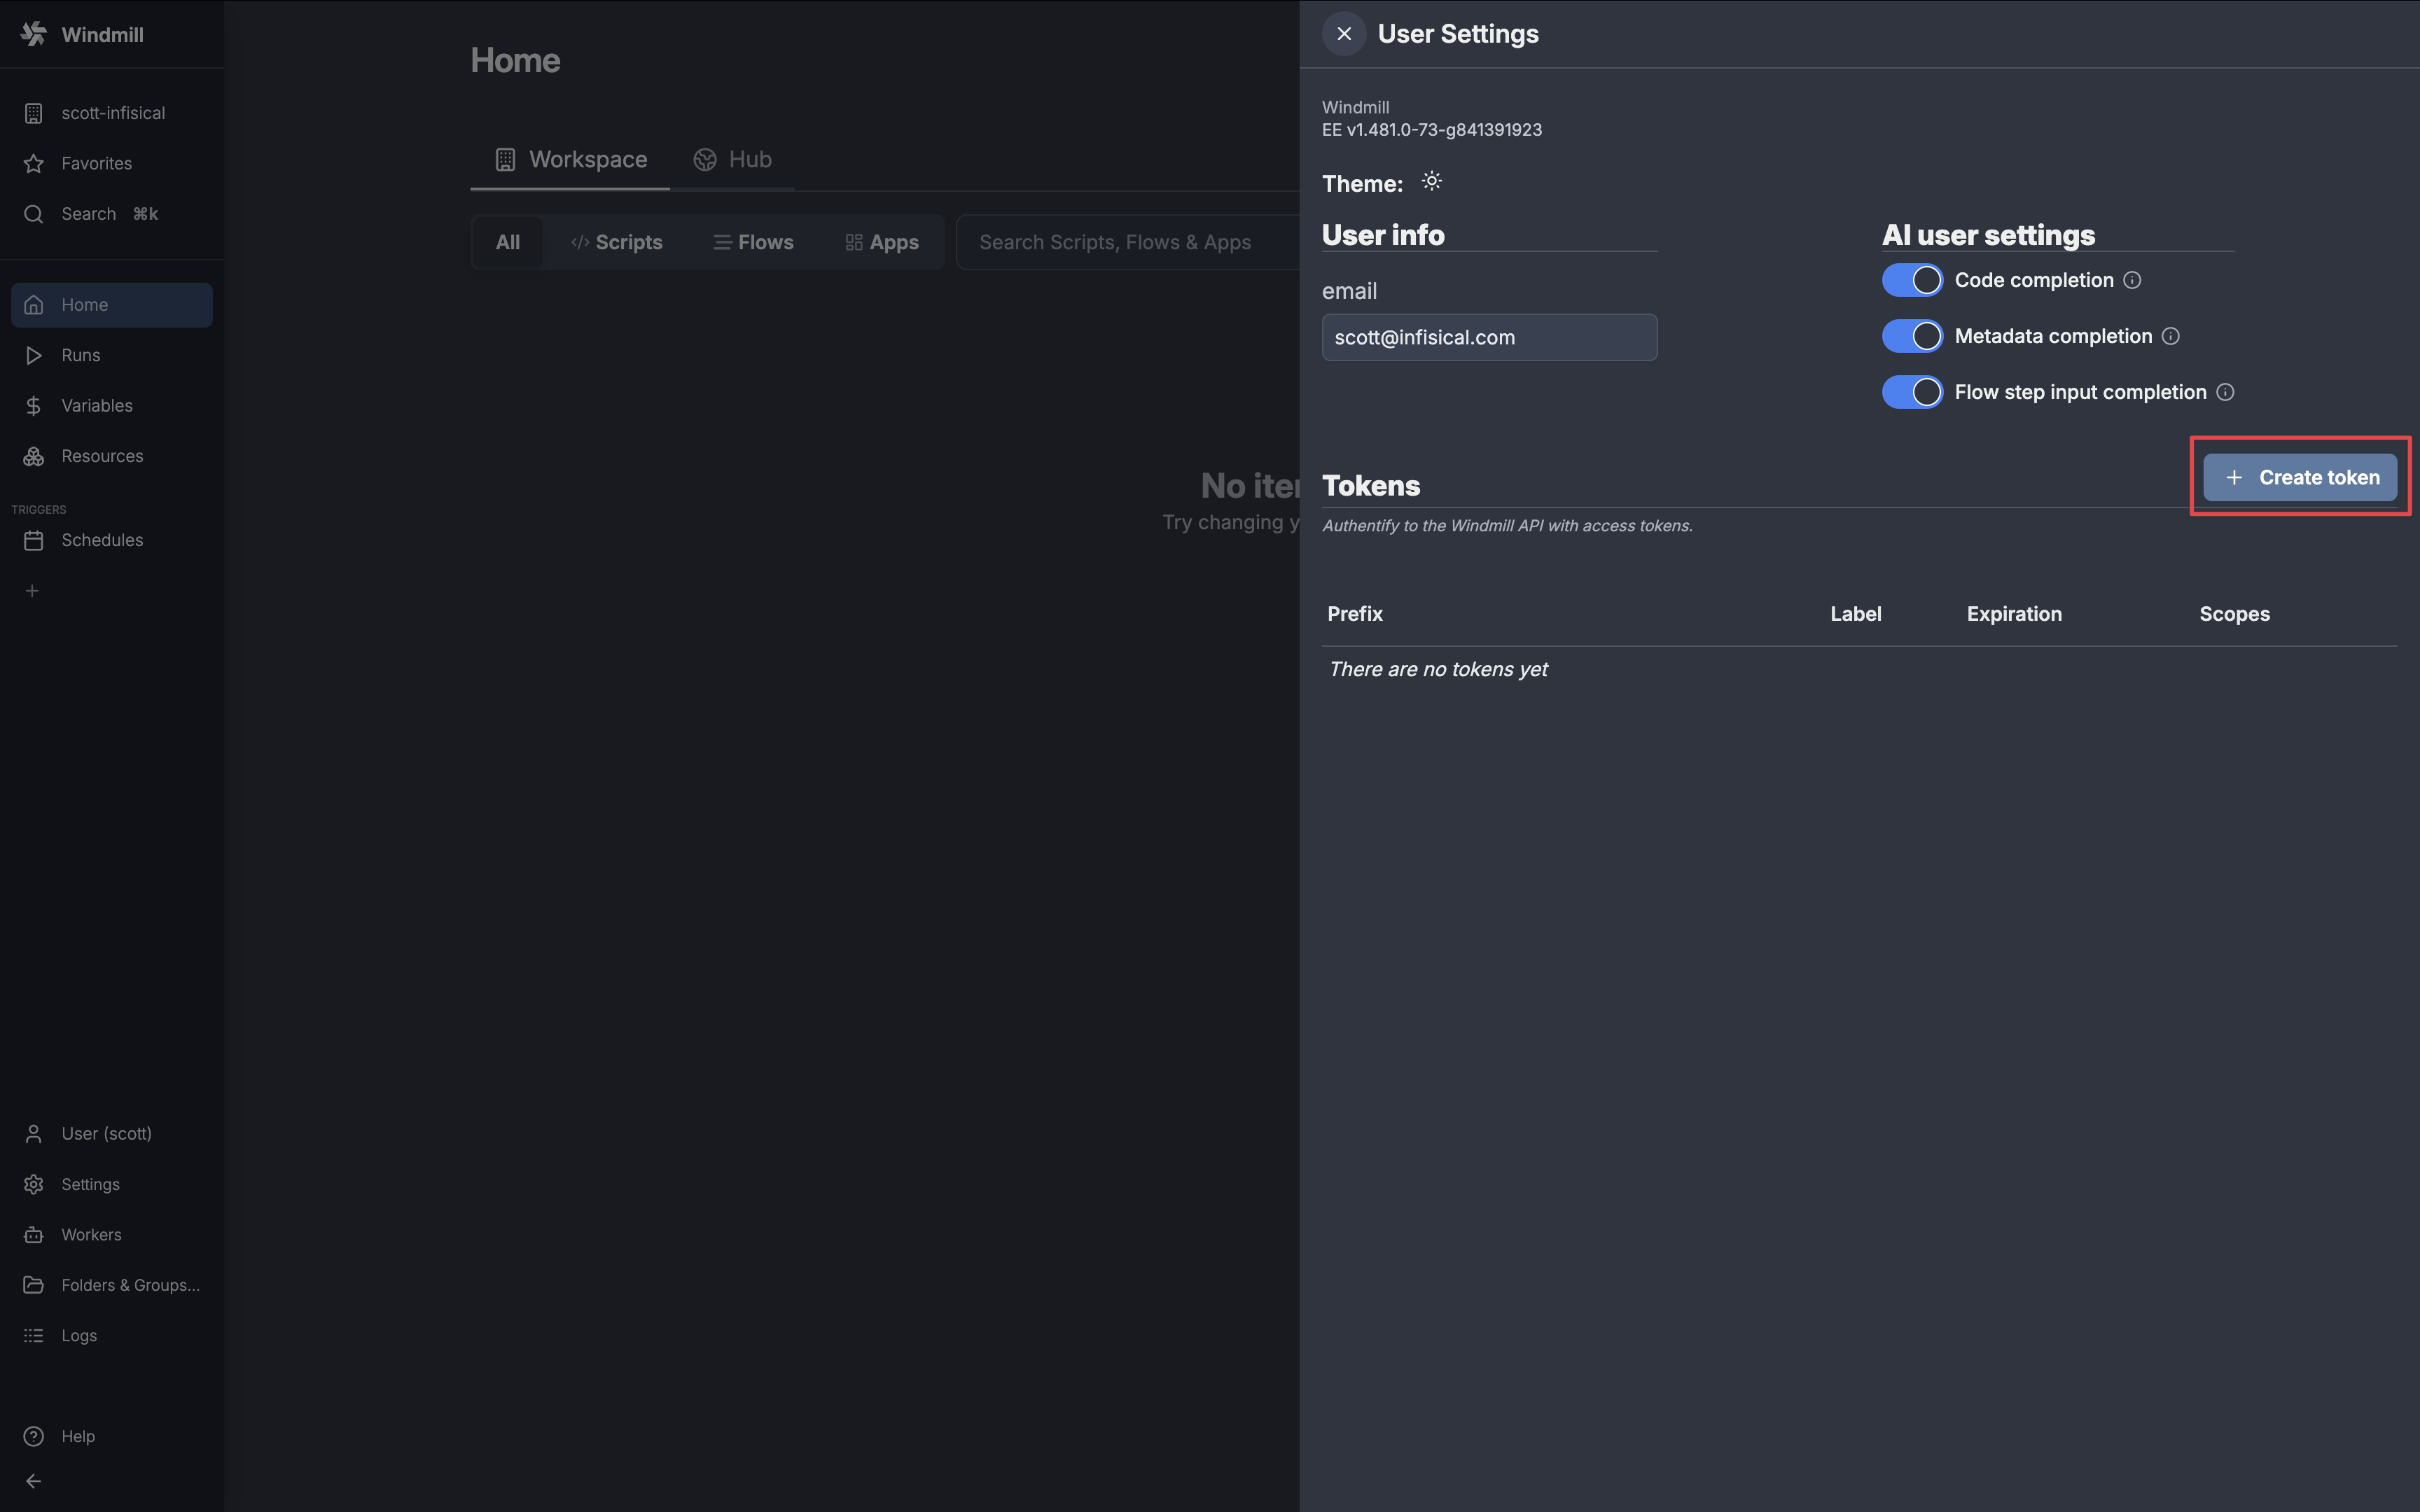 Windmill
scott-infisical
Favorites
Search ⌘k
Home
Runs
Variables
Resources
TRIGGERS
Schedules
User (scott)
Settings
Workers
Folders & Groups...
Logs
Help
Home
Workspace Hub
All Scripts Flows Apps Search Scripts, Flows & Apps
No
Try changing
User Settings
Windmill
EE v1.481.0-73-g841391923
Theme:
User info
email
scott@infisical.com
AI user settings
Code completion
Metadata completion
Flow step input completion
Tokens
Create token
Authentify to the Windmill API with access tokens.
Prefix Label Expiration Scopes
There are no tokens yet